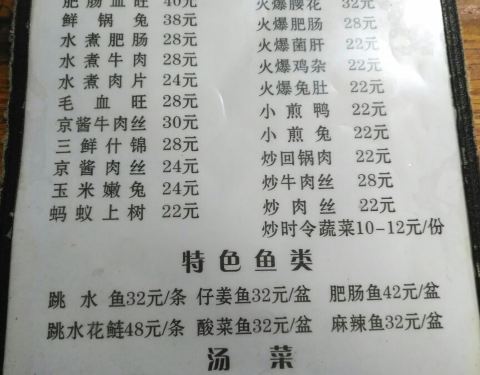 肥肠血旺 40元 火爆腰花 32元
鲜锅兔 38元 火爆肥肠 28元
水煮肥肠 28元 火爆菌肝 22元
水煮牛肉 28元 火爆鸡杂 22元
水煮肉片 24元 火爆兔肚 22元
毛血旺 28元 小煎鸭 22元
京酱牛肉丝 30元 小煎兔 22元
三鲜什锦 28元 炒回锅肉 22元
京酱肉丝 24元 炒牛肉丝 28元
玉米嫩兔 24元 炒肉丝 22元
蚂蚁上树 22元 炒时令蔬菜10-12元/份
特色鱼类
跳水鱼32元/条 仔姜鱼32元/盆 肥肠鱼42元/盆
跳水花鲢48元/条 酸菜鱼32元/盆 麻辣鱼32元/盆
汤菜